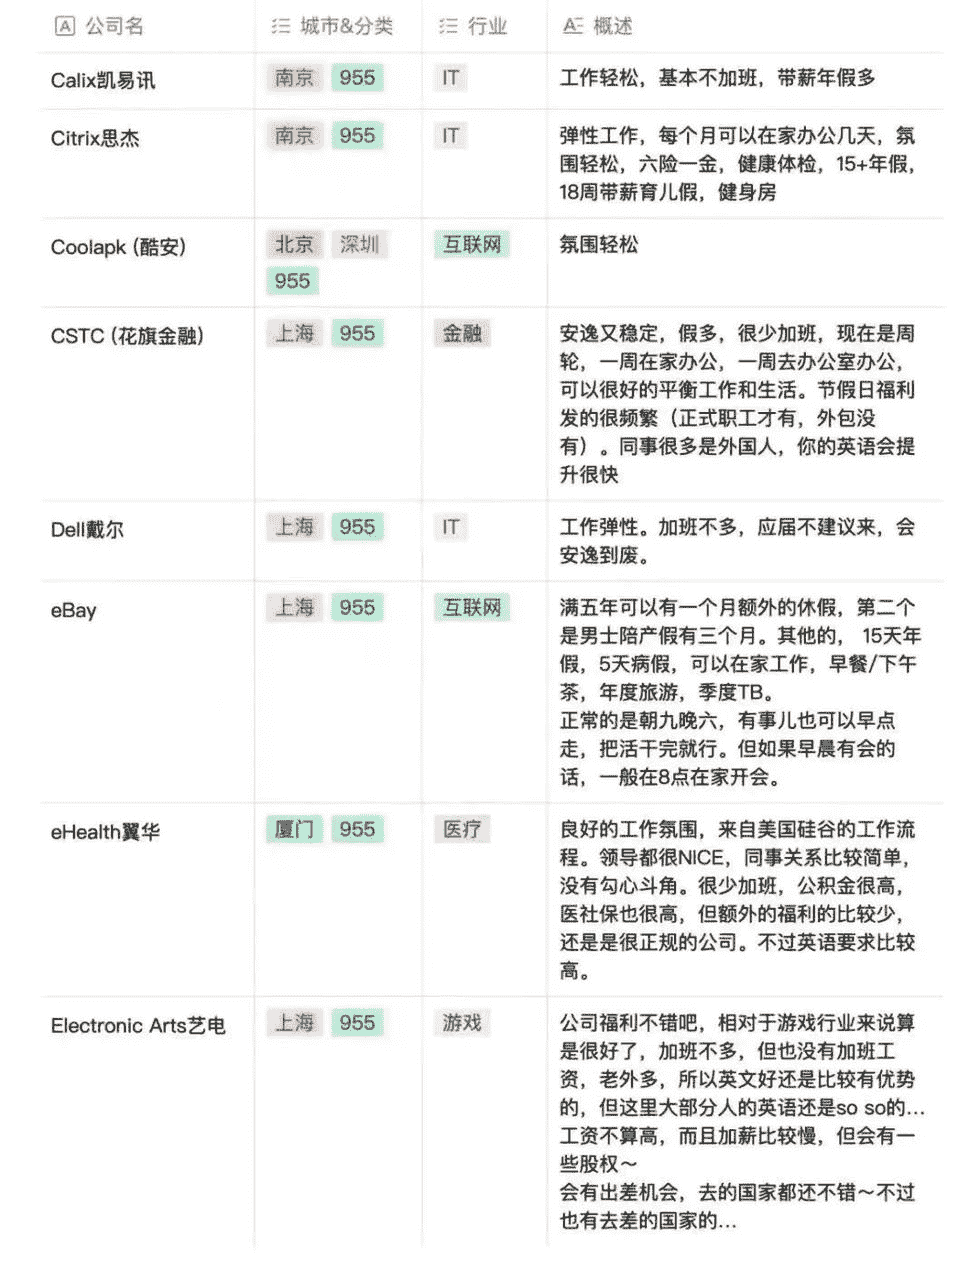 公司名 城市&分类 行业 概述
Calix凯易讯 南京 955 IT 工作轻松，基本不加班，带薪年假多
Citrix思杰 南京 955 IT 弹性工作，每个月可以在家办公几天，氛
围轻松，六险一金，健康体检，15+年假，
18周带薪育儿假，健身房
Coolapk (酷安) 北京 深圳 互联网 氛围轻松
955
CSTC (花旗金融) 上海 955 金融 安逸又稳定，假多，很少加班，现在是周
轮，一周在家办公，一周去办公室办公，
可以很好的平衡工作和生活。节假日福利
发的很频繁（正式职工才有，外包没
有）。同事很多是外国人，你的英语会提
升很快
Dell戴尔 上海 955 IT 工作弹性。加班不多，应届不建议来，会
安逸到废。
eBay 上海 955 互联网 满五年可以有一个月额外的休假，第二个
是男士陪产假有三个月。其他的， 15天年
假，5天病假，可以在家工作，早餐/下午
茶，年度旅游，季度TB。
正常的是朝九晚六，有事儿也可以早点
走，把活干完就行。但如果早晨有会的
话，一般在8点在家开会。
eHealth翼华 厦门 955 医疗 良好的工作氛围，来自美国硅谷的工作流
程。领导都很NICE，同事关系比较简单，
没有勾心斗角。很少加班，公积金很高，
医社保也很高，但额外的福利的比较少，
还是是很正规的公司。不过英语要求比较
高。
Electronic Arts艺电 上海 955 游戏 公司福利不错吧，相对于游戏行业来说算
是很好了，加班不多，但也没有加班工
资，老外多，所以英文好还是比较有优势
的，但这里大部分人的英语还是so so的...
工资不算高，而且加薪比较慢，但会有一
些股权～
会有出差机会，去的国家都还不错～不过
也有去差的国家的...